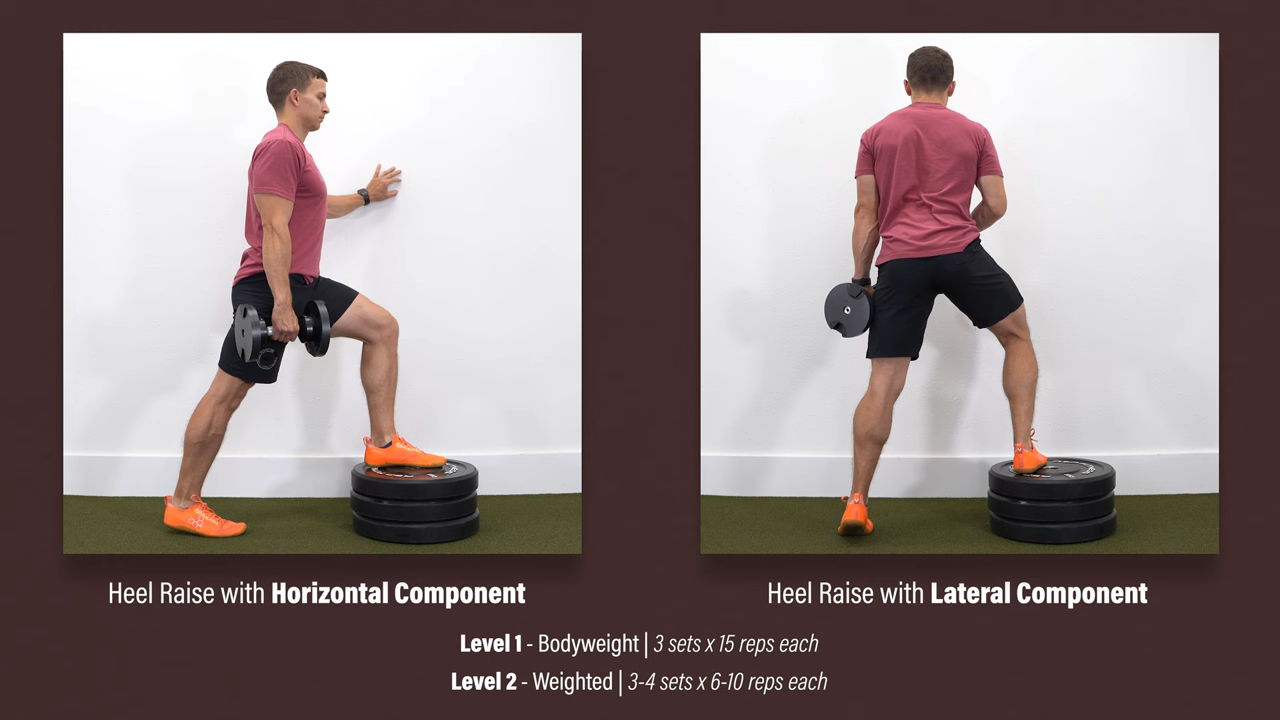 Heel Raise with Horizontal Component
Heel Raise with Lateral Component
Level 1 - Bodyweight | 3 sets x 15 reps each
Level 2 - Weighted | 3-4 sets x 6-10 reps each